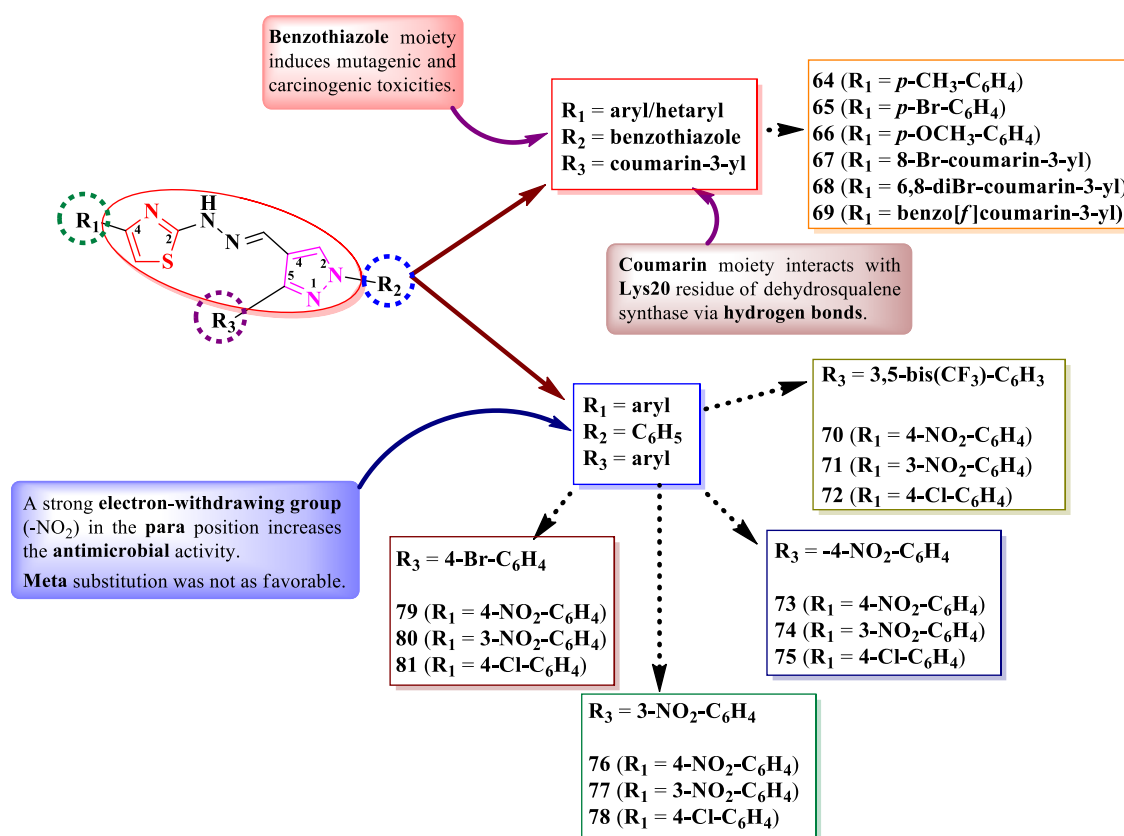 Benzothiazole moiety
induces mutagenic and
carcinogenic toxicities.
R₁ = aryl/hetaryl
R₂ = benzothiazole
R₃ = coumarin-3-yl
64 (R₁ = p-CH₃-C₆H₄)
65 (R₁ = p-Br-C₆H₄)
66 (R₁ = p-OCH₃-C₆H₄)
67 (R₁ = 8-Br-coumarin-3-yl)
68 (R₁ = 6,8-diBr-coumarin-3-yl)
69 (R₁ = benzo[f]coumarin-3-yl)
R₁
4
N
2
S
H
N
N
4
5
2
N
1
N
R₂
R₃
Coumarin moiety interacts with
Lys20 residue of dehydrosqualene
synthase via hydrogen bonds.
R₁ = aryl
R₂ = C₆H₅
R₃ = aryl
R₃ = 3,5-bis(CF₃)-C₆H₃
70 (R₁ = 4-NO₂-C₆H₄)
71 (R₁ = 3-NO₂-C₆H₄)
72 (R₁ = 4-Cl-C₆H₄)
A strong electron-withdrawing group
(-NO₂) in the para position increases
the antimicrobial activity.
Meta substitution was not as favorable.
R₃ = 4-Br-C₆H₄
79 (R₁ = 4-NO₂-C₆H₄)
80 (R₁ = 3-NO₂-C₆H₄)
81 (R₁ = 4-Cl-C₆H₄)
R₃ = -4-NO₂-C₆H₄
73 (R₁ = 4-NO₂-C₆H₄)
74 (R₁ = 3-NO₂-C₆H₄)
75 (R₁ = 4-Cl-C₆H₄)
R₃ = 3-NO₂-C₆H₄
76 (R₁ = 4-NO₂-C₆H₄)
77 (R₁ = 3-NO₂-C₆H₄)
78 (R₁ = 4-Cl-C₆H₄)